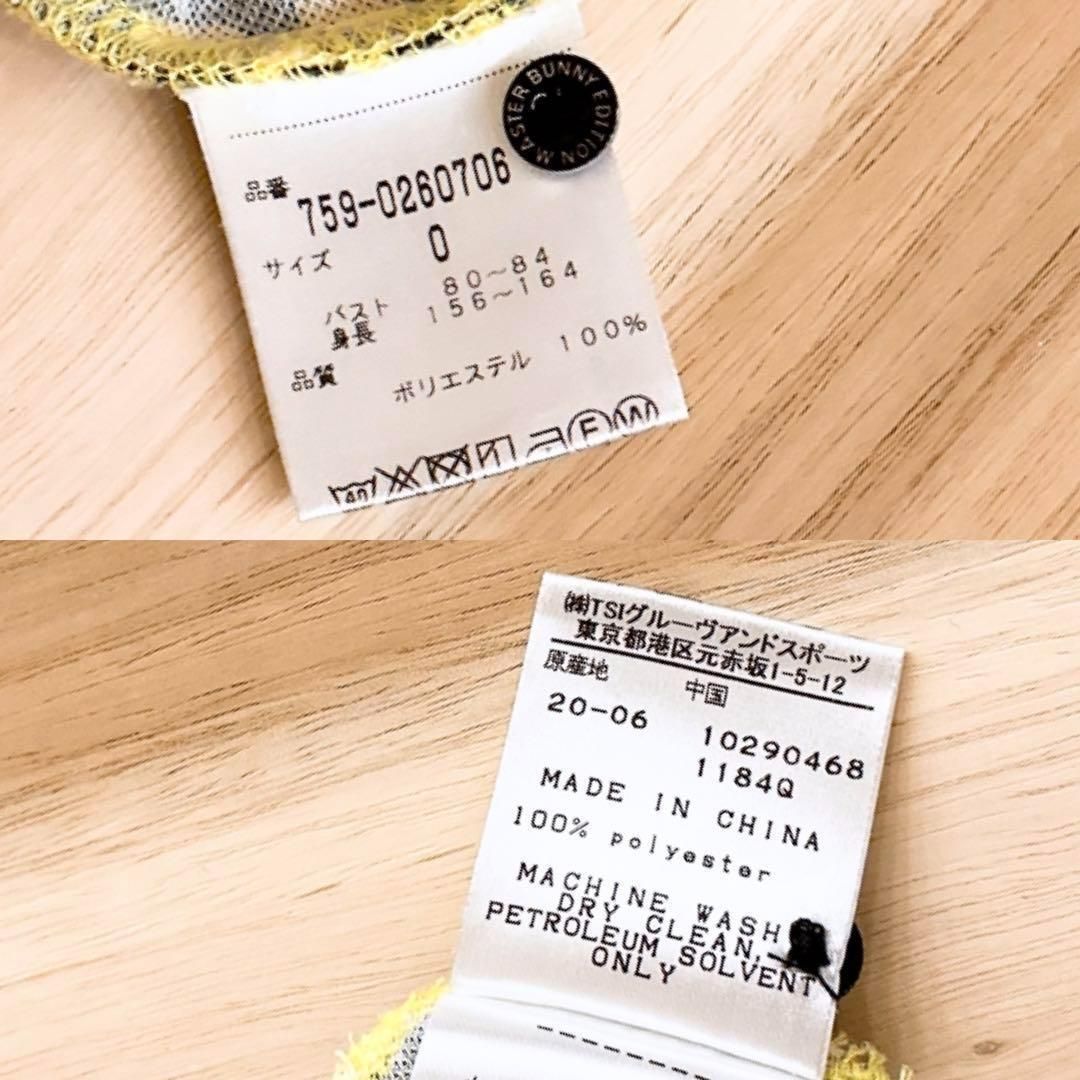 MASTER BUNNY EDITION
品番 759-0260706
サイズ 0
バスト 80~84
身長 156~164
品質
ポリエステル 100%
40 F W
㈱TSIグルーヴアンドスポーツ
東京都港区元赤坂1-5-12
原産地 中国
20-06 10290468
1184Q
MADE IN CHINA
100% polyester
MACHINE WASH
DRY CLEAN,
PETROLEUM SOLVENT
ONLY